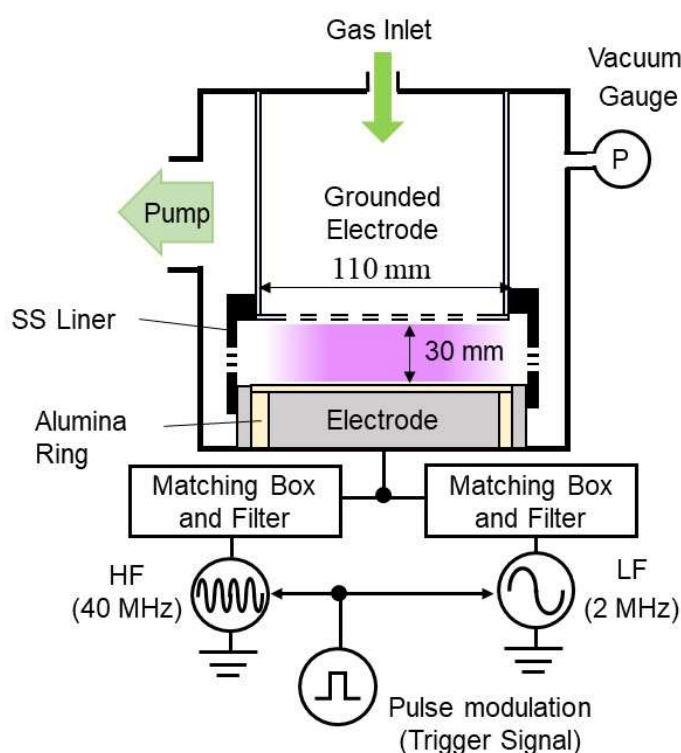 Gas Inlet
Vacuum
Gauge
P
Pump
Grounded
Electrode
110 mm
SS Liner
30 mm
Alumina
Ring
Electrode
Matching Box
and Filter
Matching Box
and Filter
HF
(40 MHz)
LF
(2 MHz)
Pulse modulation
(Trigger Signal)